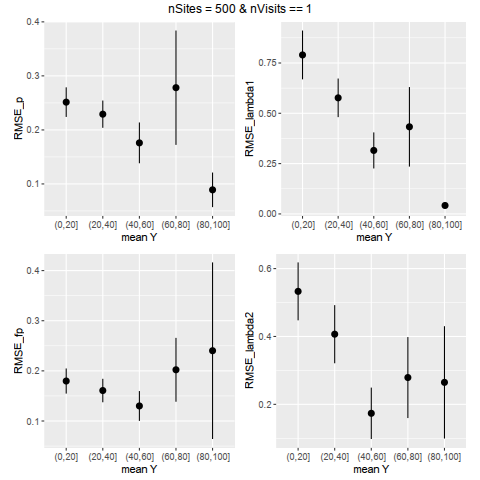 nSites = 500 & nVisits == 1
RMSE_p
0.4
0.3
0.2
0.1
(0,20] (20,40] (40,60] (60,80] (80,100]
mean Y
RMSE_lambda1
0.75
0.50
0.25
0.00
(0,20] (20,40] (40,60] (60,80] (80,100]
mean Y
RMSE_fp
0.4
0.3
0.2
0.1
(0,20] (20,40] (40,60] (60,80] (80,100]
mean Y
RMSE_lambda2
0.6
0.4
0.2
(0,20] (20,40] (40,60] (60,80] (80,100]
mean Y